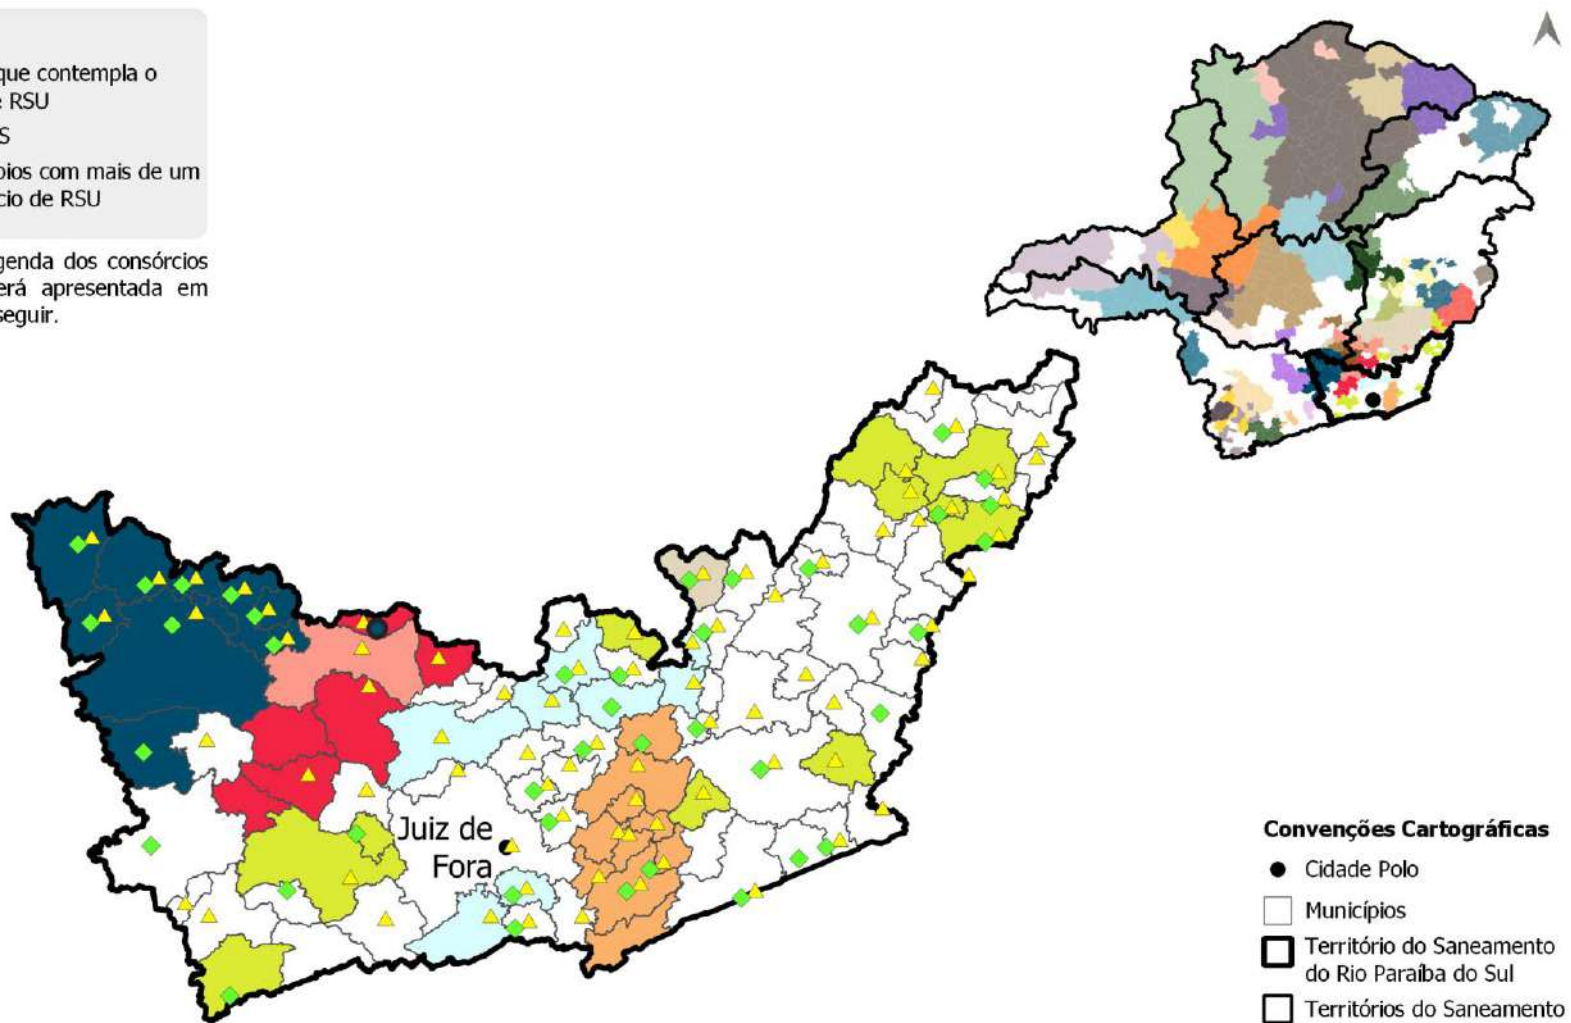 que contempla o
RSU
S
pios com mais de um
cio de RSU
genda dos consórcios
erá apresentada em
seguir.
Juiz de
Fora
Convenções Cartográficas
Cidade Polo
Municípios
Território do Saneamento
do Rio Paraíba do Sul
Territórios do Saneamento